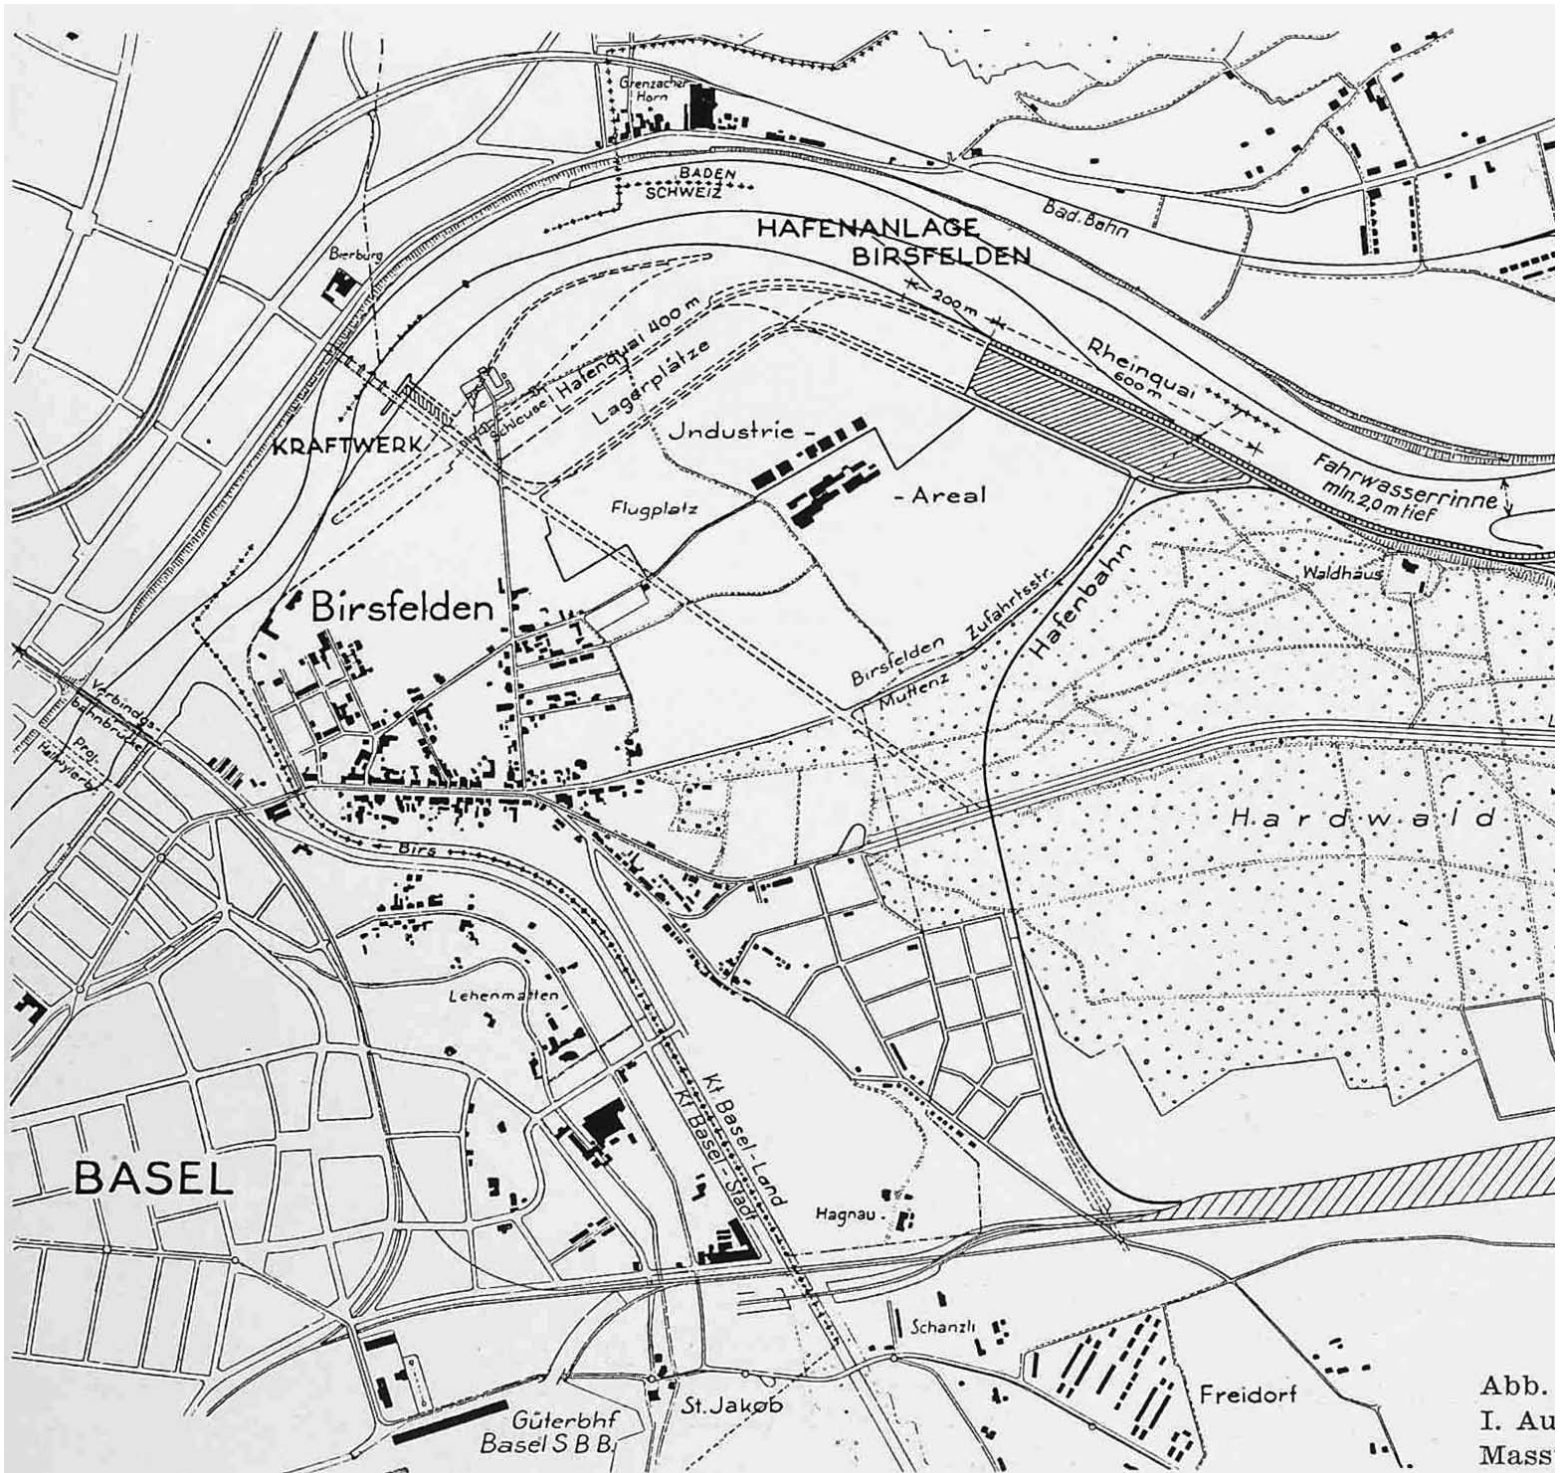 Grenzacher
Horn
BADEN
SCHWEIZ
HAFENANLAGE
BIRSFELDEN
Bad. Bahn
Bierburg
200 m
Rheinquai
600 m
Hafenquai 400 m
Lagerplätze
Schleuse
KRAFTWERK
Jndustrie -
- Areal
Flugplatz
Fahrwasserrinne
min. 2,0 m tief
Waldhaus
Birsfelden
Zufahrtsstr.
Hafenbahn
Birsfelden
Muttenz
Verbindgs-
bahnbrücke
Proj.
Hardwald
Birs
Lehenmatten
Kt Basel-Land
Kt Basel-Stadt
BASEL
Hagnau
Schänzli
Freidorf
St. Jakob
Güterbhf
Basel S B B
Abb.
I. Au
Mass